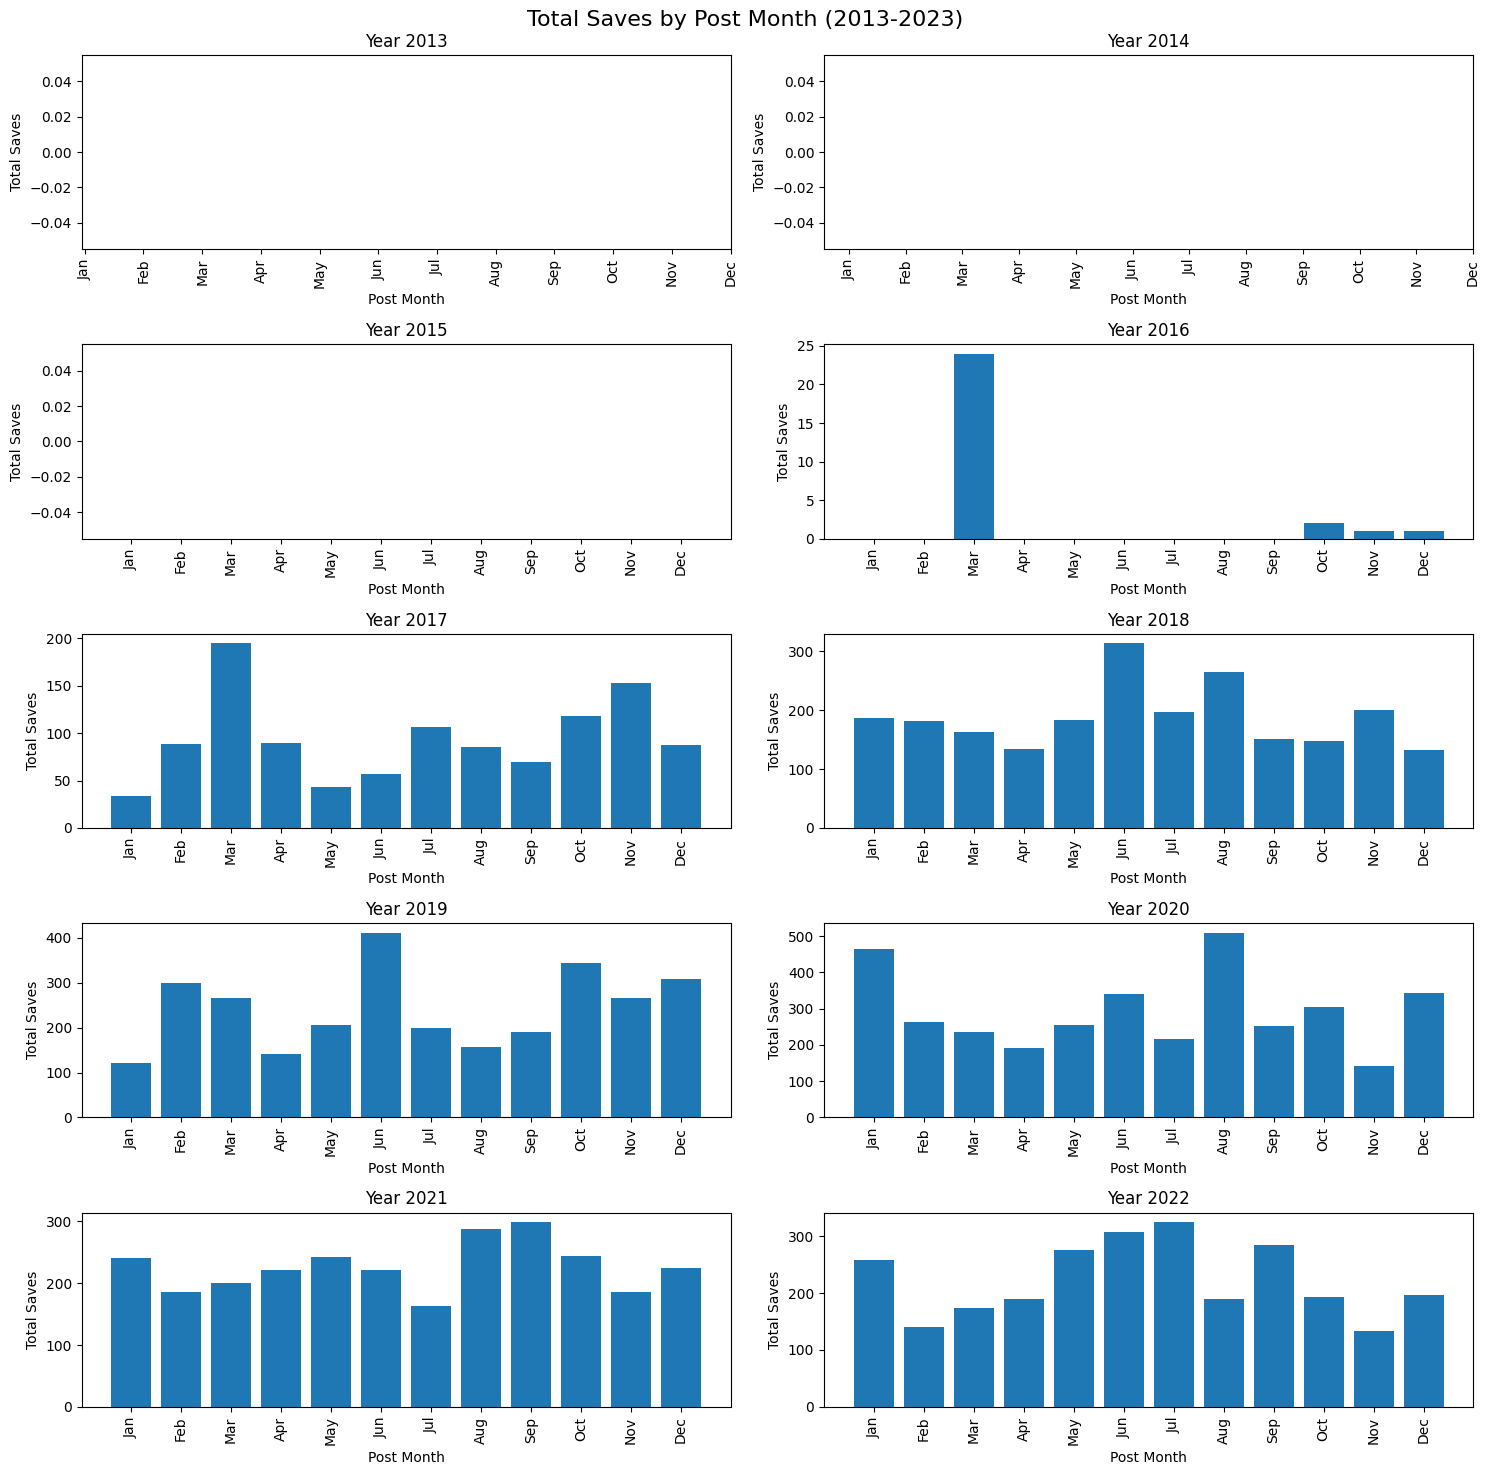 Total Saves by Post Month (2013-2023)
Year 2013
Total Saves
0.04
0.02
0.00
−0.02
−0.04
Jan Feb Mar Apr May Jun Jul Aug Sep Oct Nov Dec
Post Month
Year 2014
Total Saves
0.04
0.02
0.00
−0.02
−0.04
Jan Feb Mar Apr May Jun Jul Aug Sep Oct Nov Dec
Post Month
Year 2015
Total Saves
0.04
0.02
0.00
−0.02
−0.04
Jan Feb Mar Apr May Jun Jul Aug Sep Oct Nov Dec
Post Month
Year 2016
Total Saves
25
20
15
10
5
0
Jan Feb Mar Apr May Jun Jul Aug Sep Oct Nov Dec
Post Month
Year 2017
Total Saves
200
150
100
50
0
Jan Feb Mar Apr May Jun Jul Aug Sep Oct Nov Dec
Post Month
Year 2018
Total Saves
300
200
100
0
Jan Feb Mar Apr May Jun Jul Aug Sep Oct Nov Dec
Post Month
Year 2019
Total Saves
400
300
200
100
0
Jan Feb Mar Apr May Jun Jul Aug Sep Oct Nov Dec
Post Month
Year 2020
Total Saves
500
400
300
200
100
0
Jan Feb Mar Apr May Jun Jul Aug Sep Oct Nov Dec
Post Month
Year 2021
Total Saves
300
200
100
0
Jan Feb Mar Apr May Jun Jul Aug Sep Oct Nov Dec
Post Month
Year 2022
Total Saves
300
200
100
0
Jan Feb Mar Apr May Jun Jul Aug Sep Oct Nov Dec
Post Month